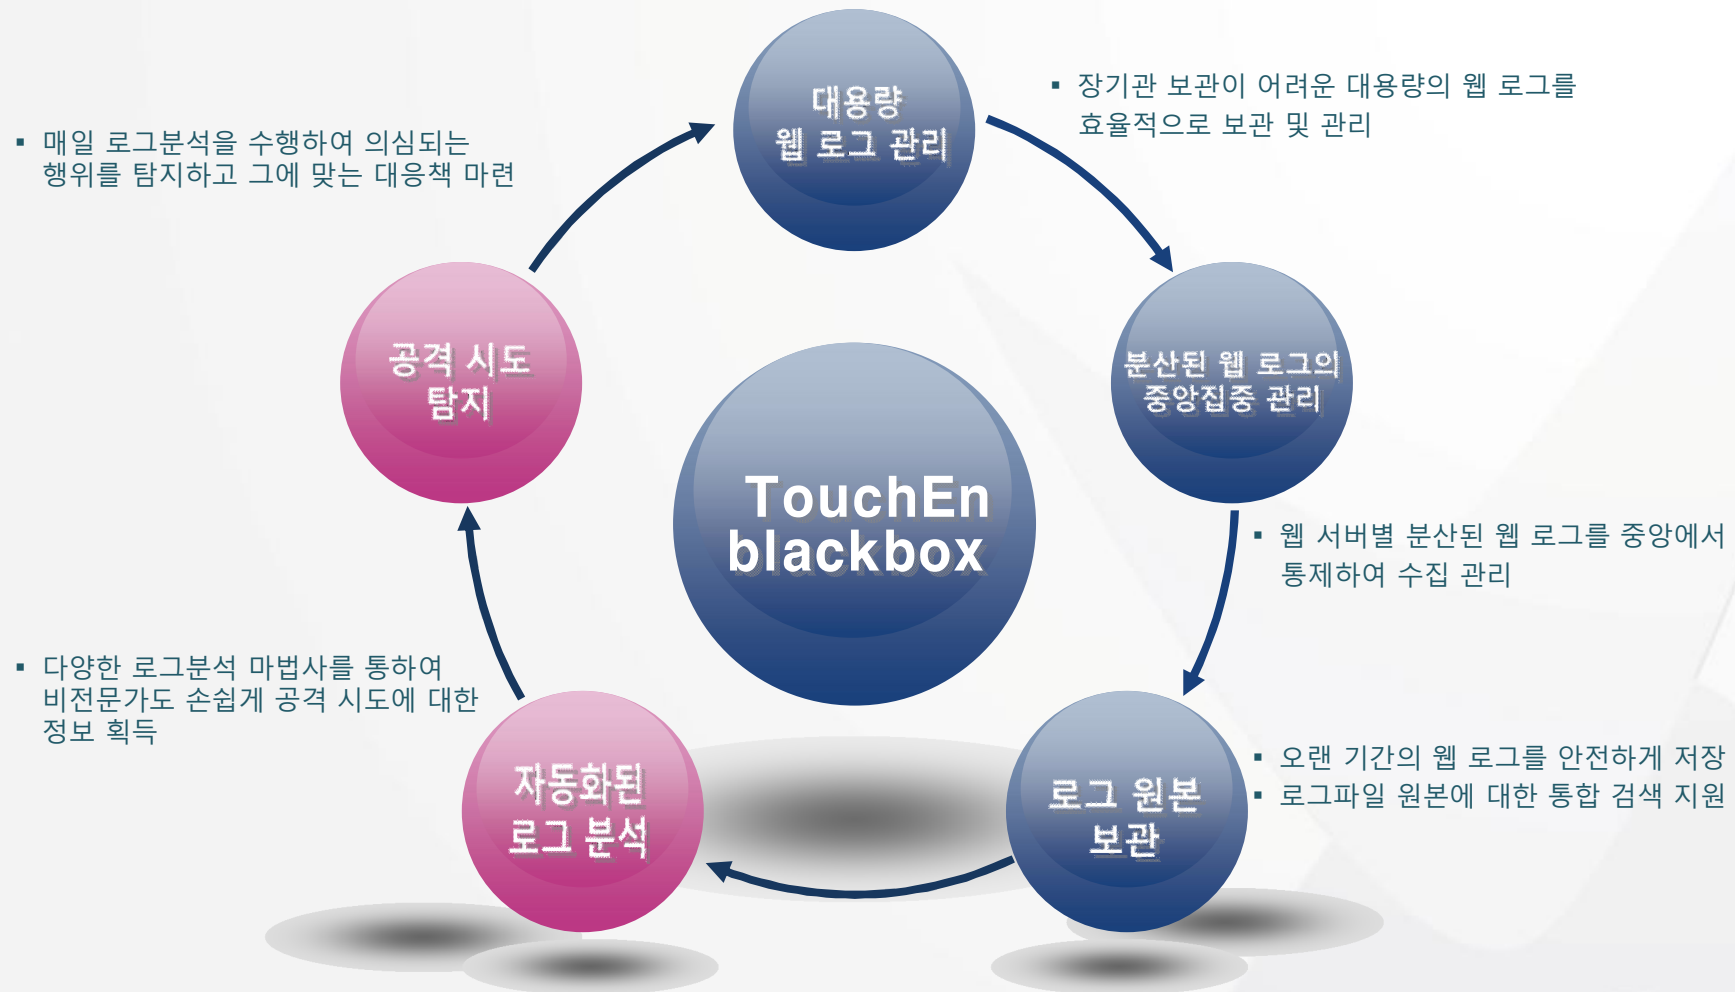 대용량
웹 로그 관리
▪ 장기관 보관이 어려운 대용량의 웹 로그를
효율적으로 보관 및 관리
▪ 매일 로그분석을 수행하여 의심되는
행위를 탐지하고 그에 맞는 대응책 마련
공격 시도
탐지
분산된 웹 로그의
중앙집중 관리
TouchEn
blackbox
▪ 웹 서버별 분산된 웹 로그를 중앙에서
통제하여 수집 관리
▪ 다양한 로그분석 마법사를 통하여
비전문가도 손쉽게 공격 시도에 대한
정보 획득
자동화된
로그 분석
로그 원본
보관
▪ 오랜 기간의 웹 로그를 안전하게 저장
▪ 로그파일 원본에 대한 통합 검색 지원